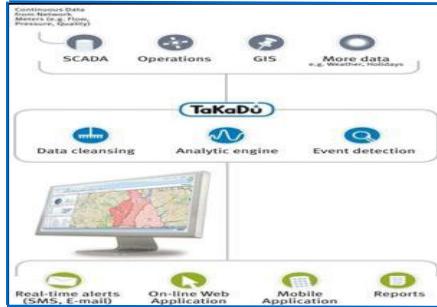 Continuous Data
from Network
Meters (e.g. Flow,
Pressure, Quality)
SCADA
Operations
GIS
More data
e.g. Weather, Holidays
TaKaDu
Data cleansing
Analytic engine
Event detection
Real-time alerts
(SMS, E-mail)
On-line Web
Application
Mobile
Application
Reports